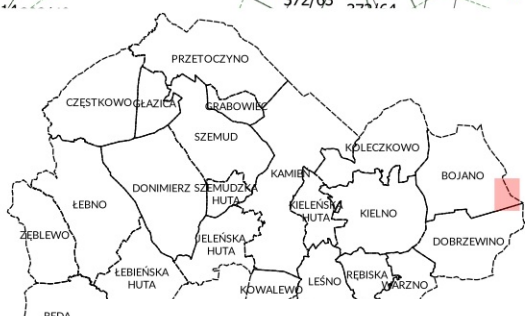 PRZETOCZYNO
CZĘSTKOWO
GŁAZICA
GRABOWIEC
SZEMUD
KOLECZKOWO
KAMIEŃ
BOJANO
DONIMIERZ
SZEMUDZKA
HUTA
ŁEBNO
KIELEŃSKA
HUTA
KIELNO
ZĘBLEWO
JELEŃSKA
HUTA
DOBRZEWINO
ŁEBIEŃSKA
HUTA
KOWALEWO
LEŚNO
RĘBISKA
WARZNO